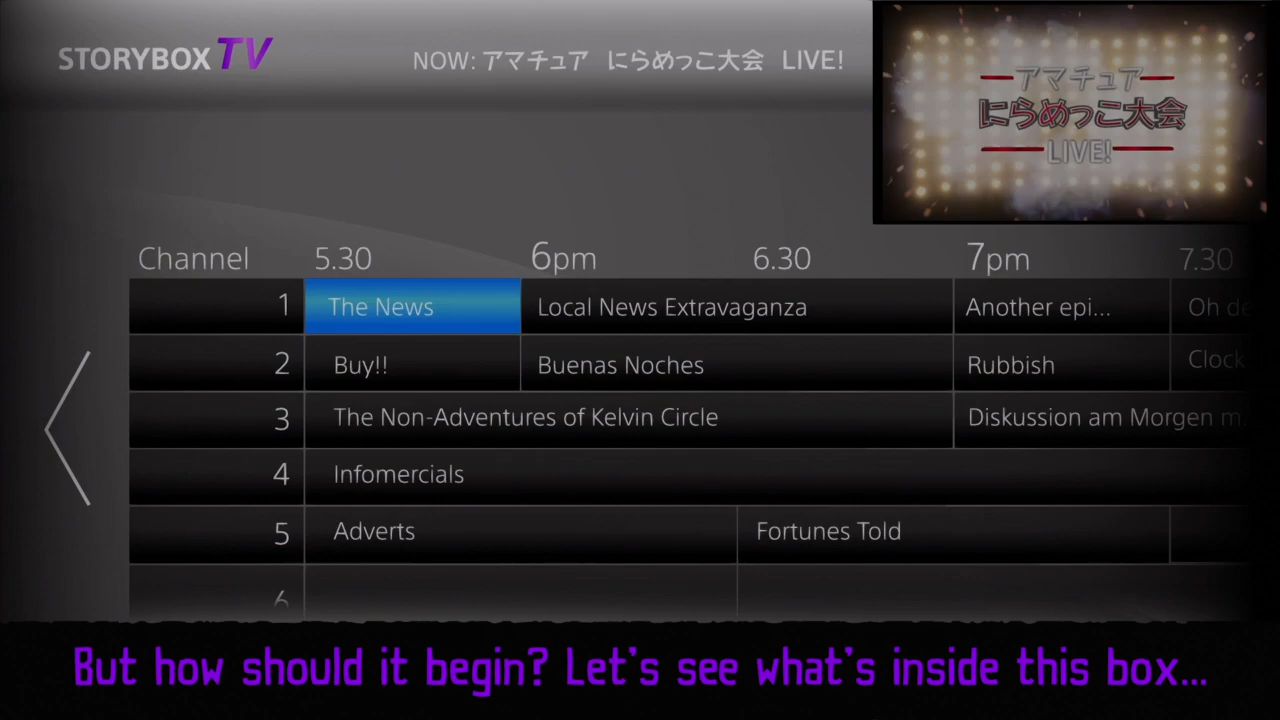 STORYBOX TV
NOW: アマチュア にらめっこ大会 LIVE!
アマチュア
にらめっこ大会
LIVE!
Channel 5.30 6pm 6.30 7pm 7.30
1 The News Local News Extravaganza Another epi... Oh de
2 Buy!! Buenas Noches Rubbish Clock
3 The Non-Adventures of Kelvin Circle Diskussion am Morgen m
4 Infomercials
5 Adverts Fortunes Told
6
But how should it begin? Let's see what's inside this box...